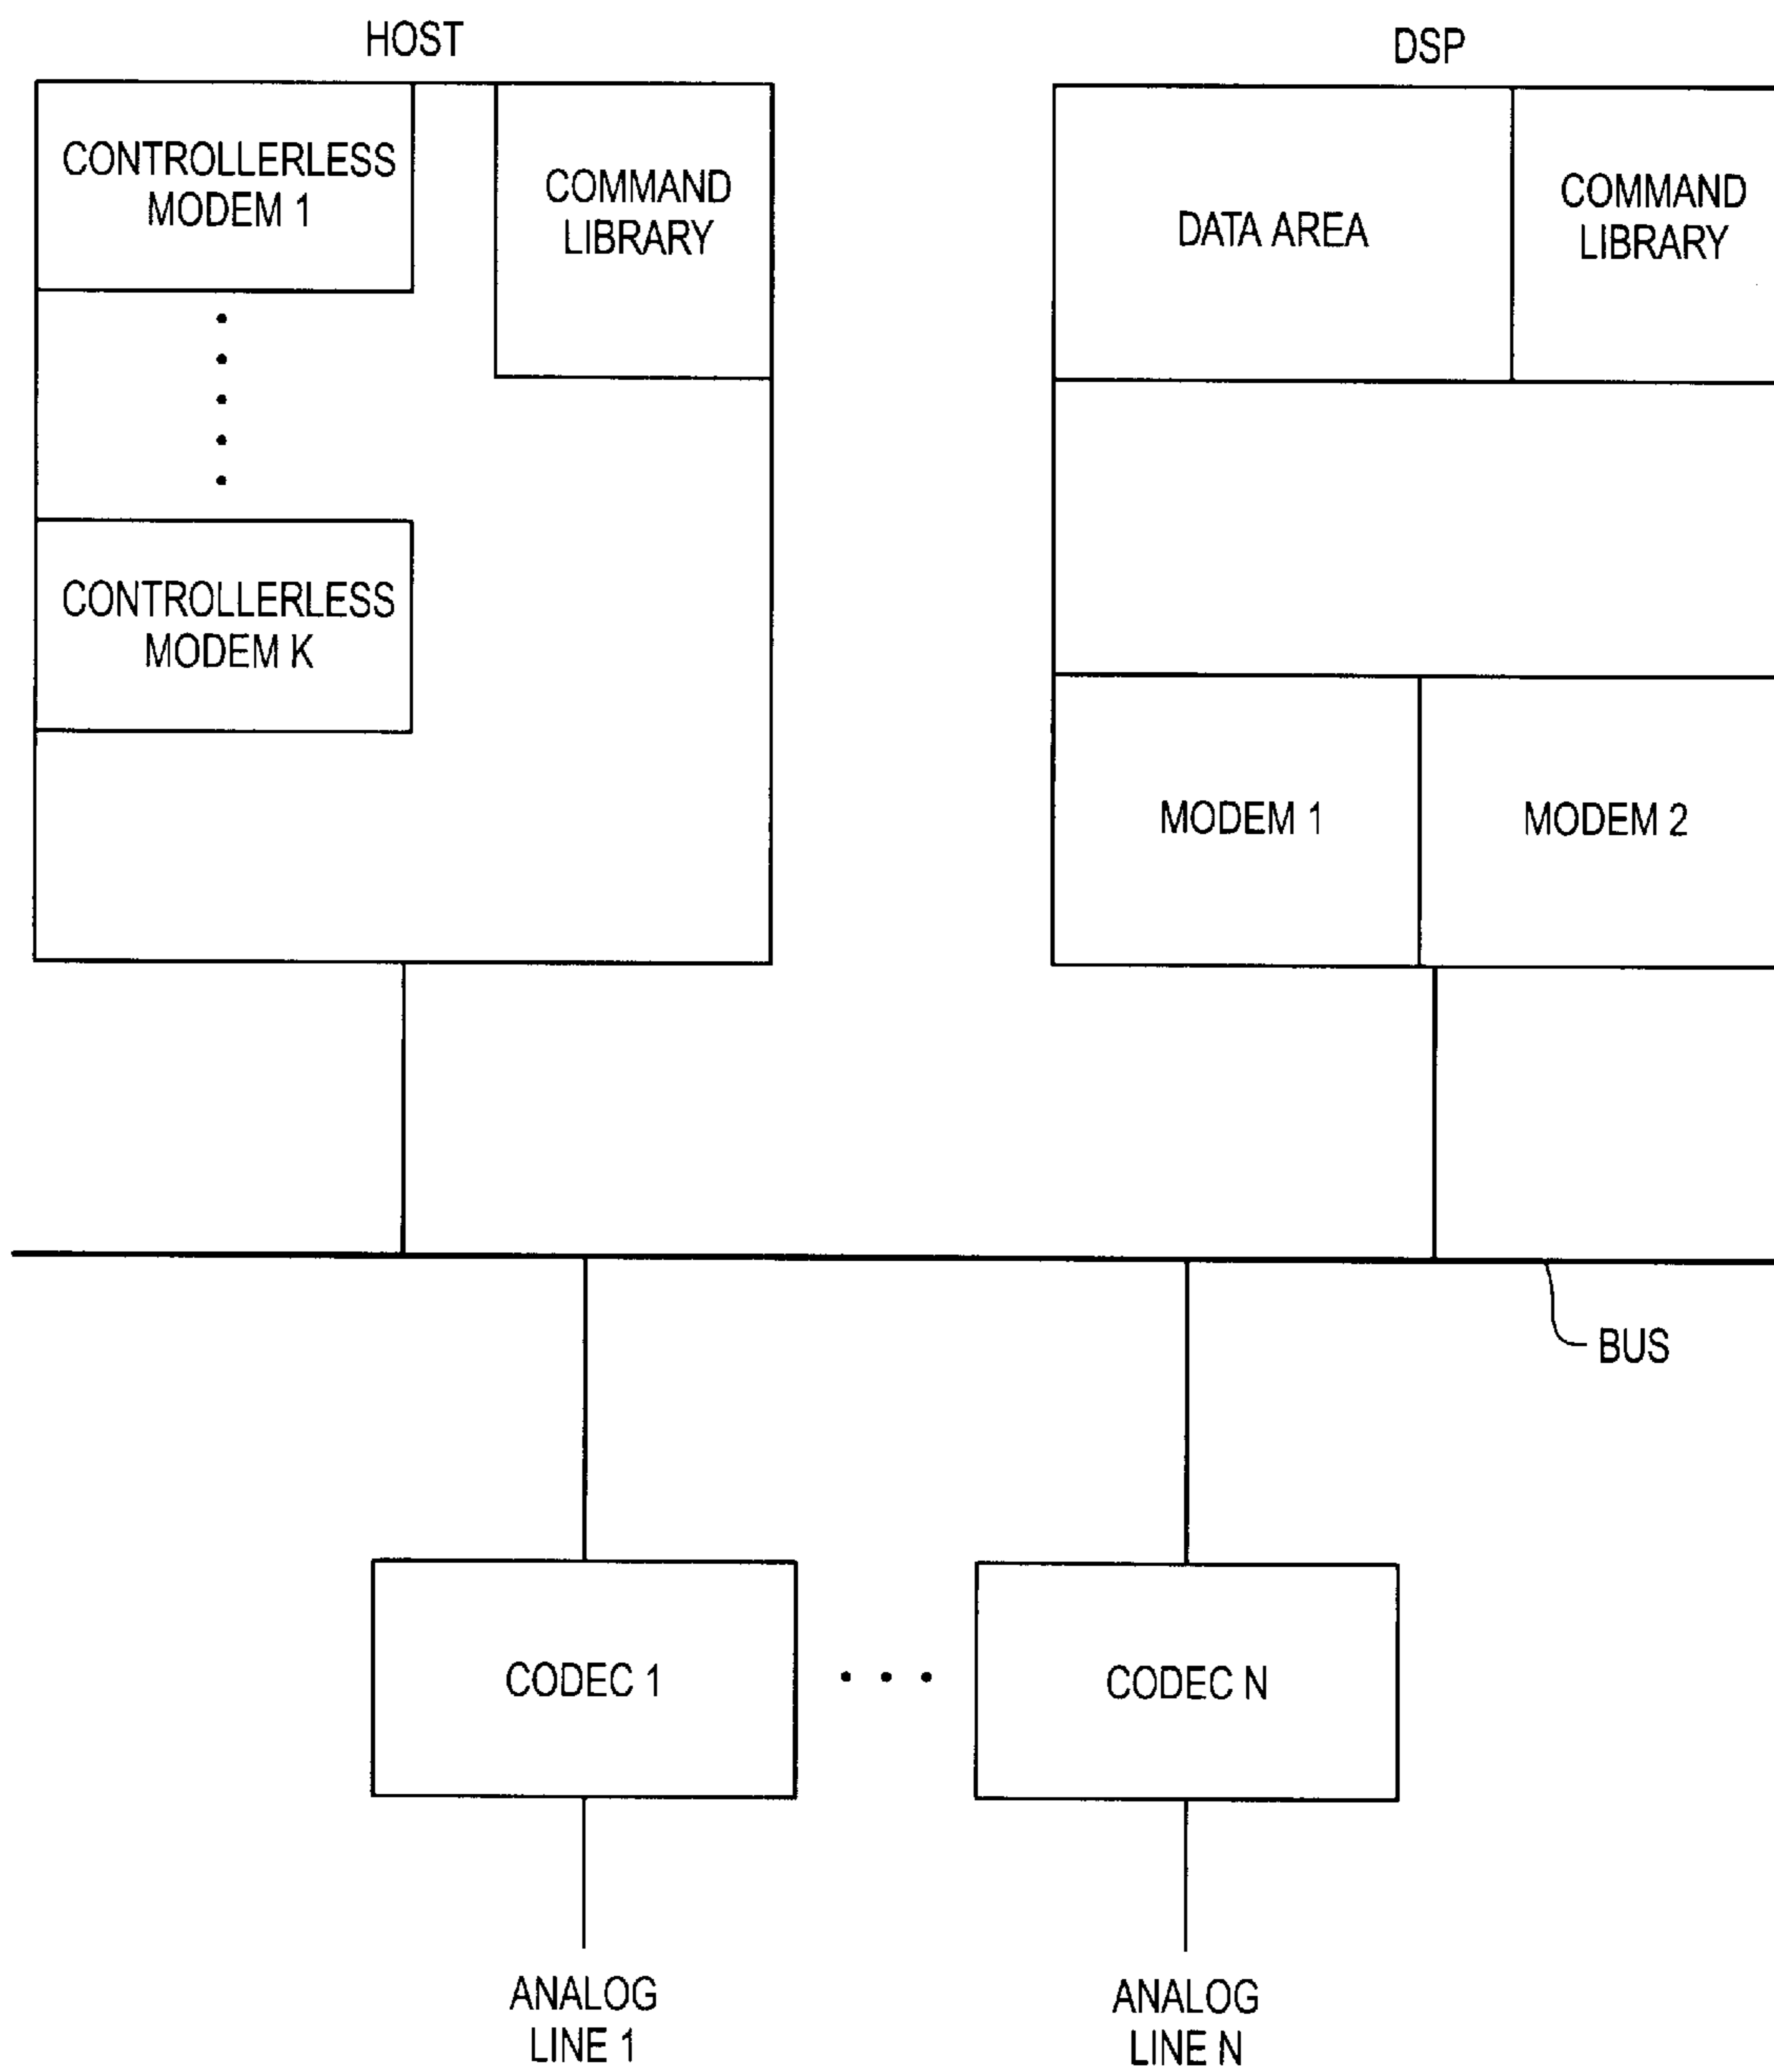 HOST
CONTROLLERLESS
MODEM 1
COMMAND
LIBRARY
CONTROLLERLESS
MODEM K
DSP
DATA AREA
COMMAND
LIBRARY
MODEM 1
MODEM 2
BUS
CODEC 1
CODEC N
ANALOG
LINE 1
ANALOG
LINE N